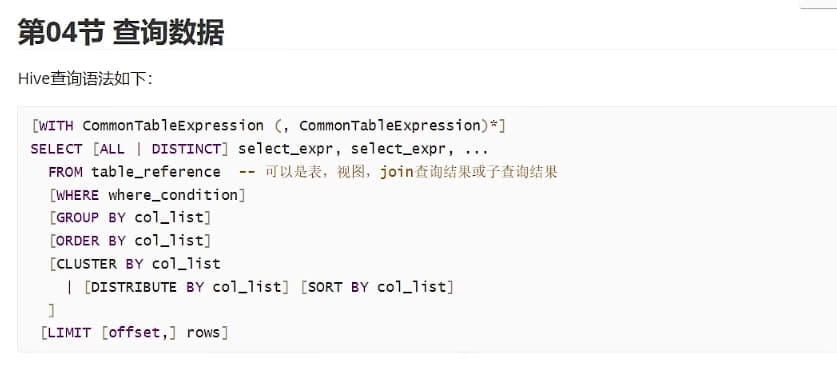 第04节 查询数据
Hive查询语法如下：
[WITH CommonTableExpression (, CommonTableExpression)*]
SELECT [ALL | DISTINCT] select_expr, select_expr, ...
FROM table_reference -- 可以是表，视图，join查询结果或子查询结果
[WHERE where_condition]
[GROUP BY col_list]
[ORDER BY col_list]
[CLUSTER BY col_list
| [DISTRIBUTE BY col_list] [SORT BY col_list]
]
[LIMIT [offset,] rows]